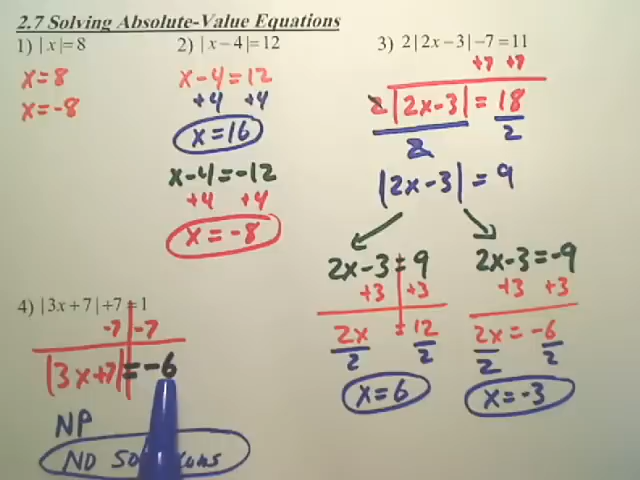 2.7 Solving Absolute-Value Equations
1) |x|=8
x=8
x=-8
2) |x-4|=12
x-4=12
+4 +4
x=16
x-4=-12
+4 +4
x=-8
3) 2|2x-3|-7=11
+7 +7
2|2x-3| = 18
2 2
|2x-3| = 9
2x-3=9
+3 +3
2x = 12
2 2
x=6
2x-3=-9
+3 +3
2x = -6
2 2
x=-3
4) |3x+7|+7=1
-7 -7
|3x+7| = -6
NP
NO